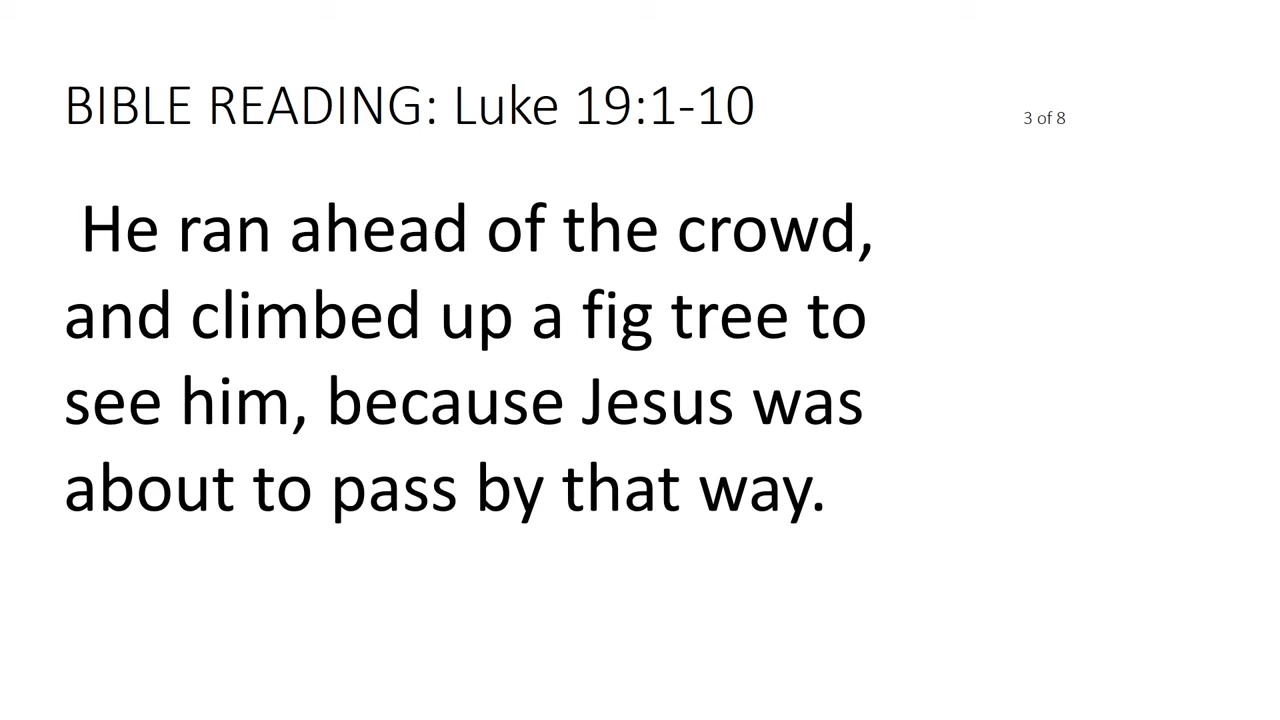 BIBLE READING: Luke 19:1-10
3 of 8
He ran ahead of the crowd,
and climbed up a fig tree to
see him, because Jesus was
about to pass by that way.